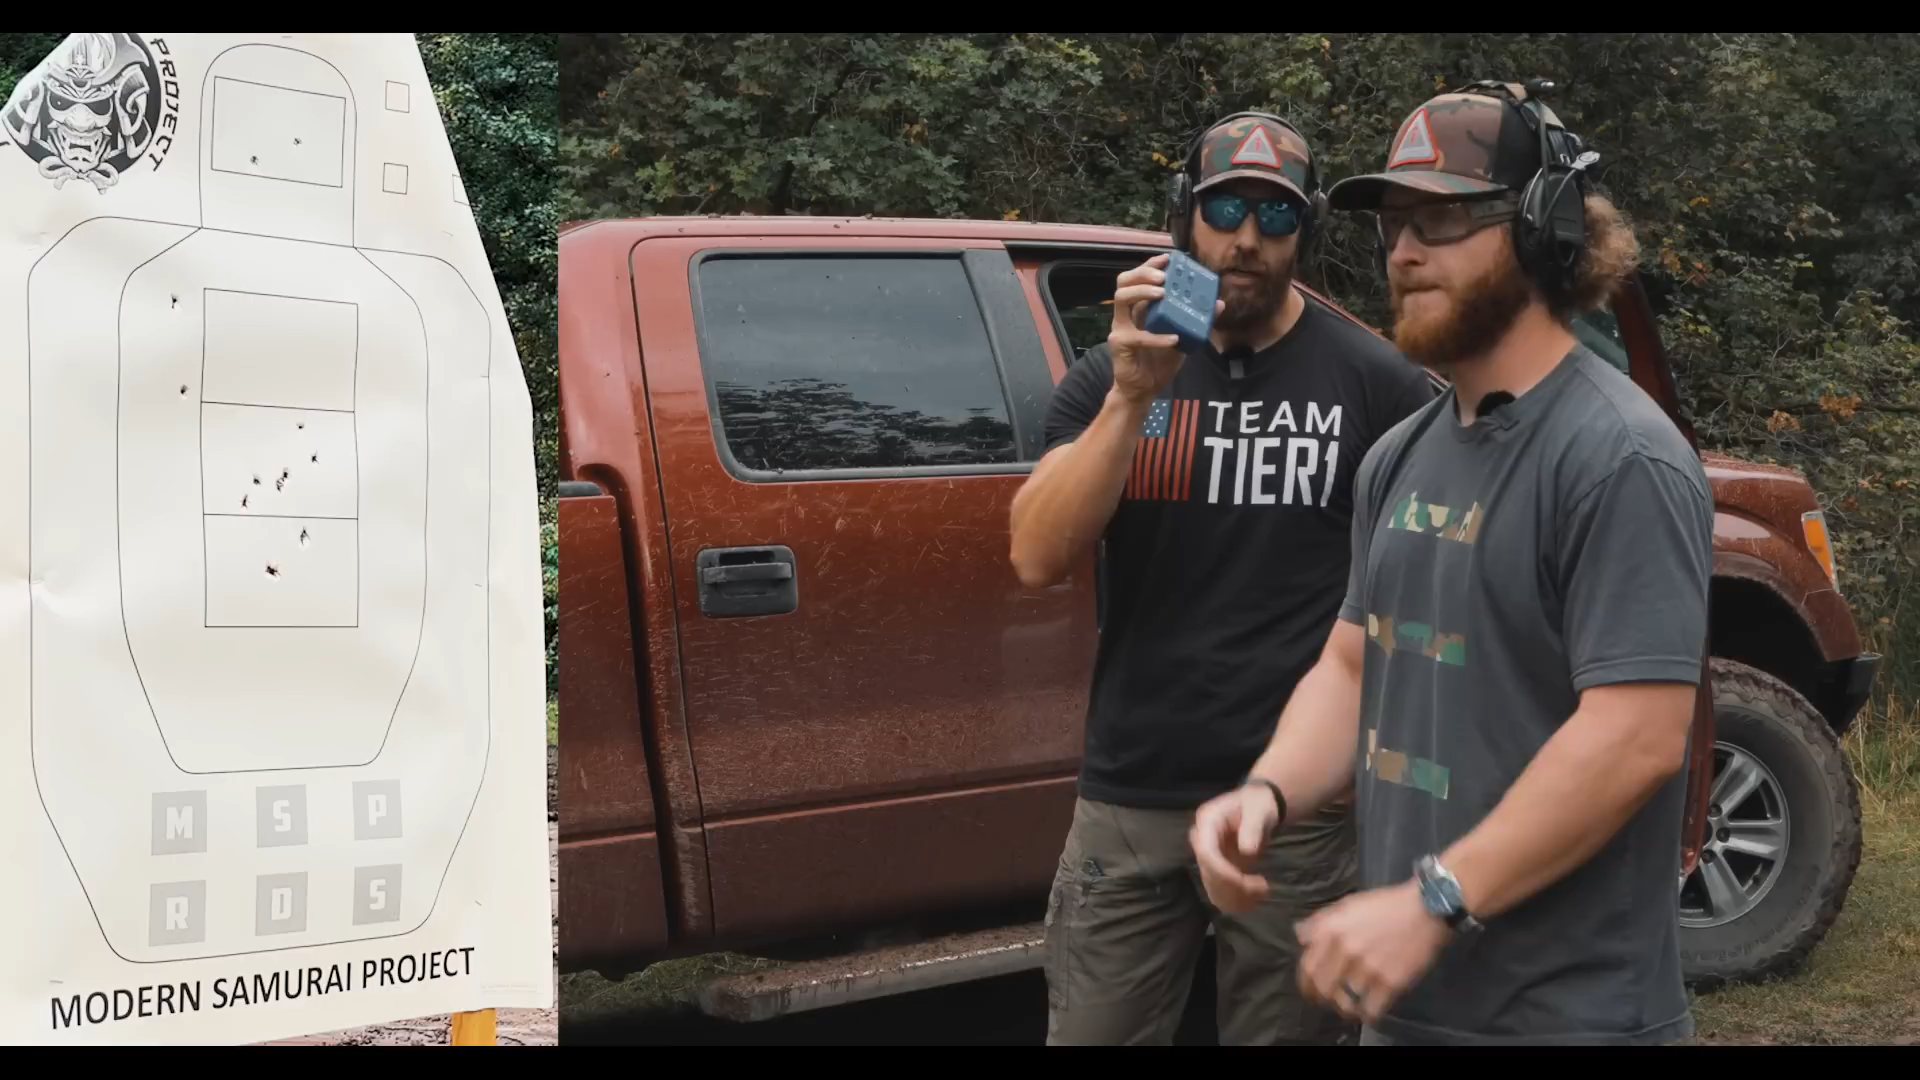 PROJECT
M S P
R D S
MODERN SAMURAI PROJECT
TEAM
TIER1